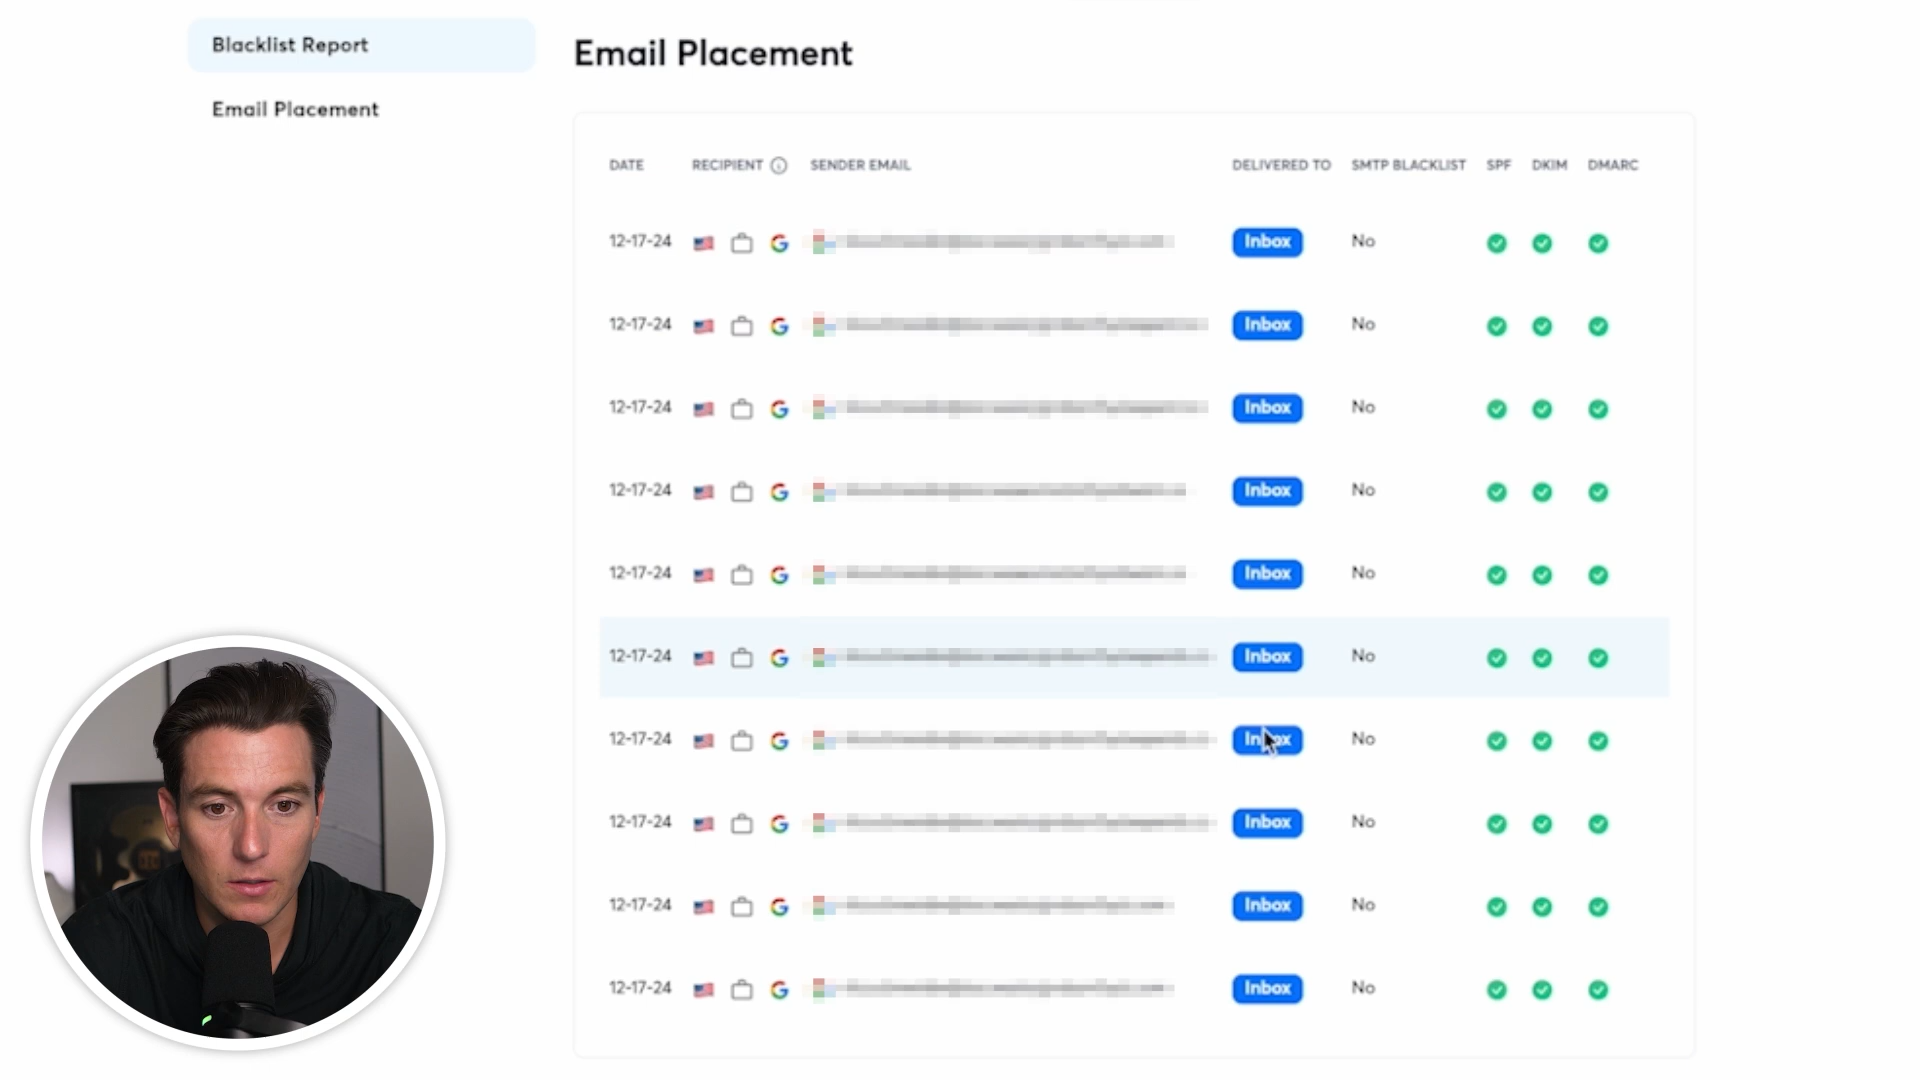 Blacklist Report
Email Placement
Email Placement
DATE RECIPIENT SENDER EMAIL DELIVERED TO SMTP BLACKLIST SPF DKIM DMARC
12-17-24 Inbox No
12-17-24 Inbox No
12-17-24 Inbox No
12-17-24 Inbox No
12-17-24 Inbox No
12-17-24 Inbox No
12-17-24 Inbox No
12-17-24 Inbox No
12-17-24 Inbox No
12-17-24 Inbox No